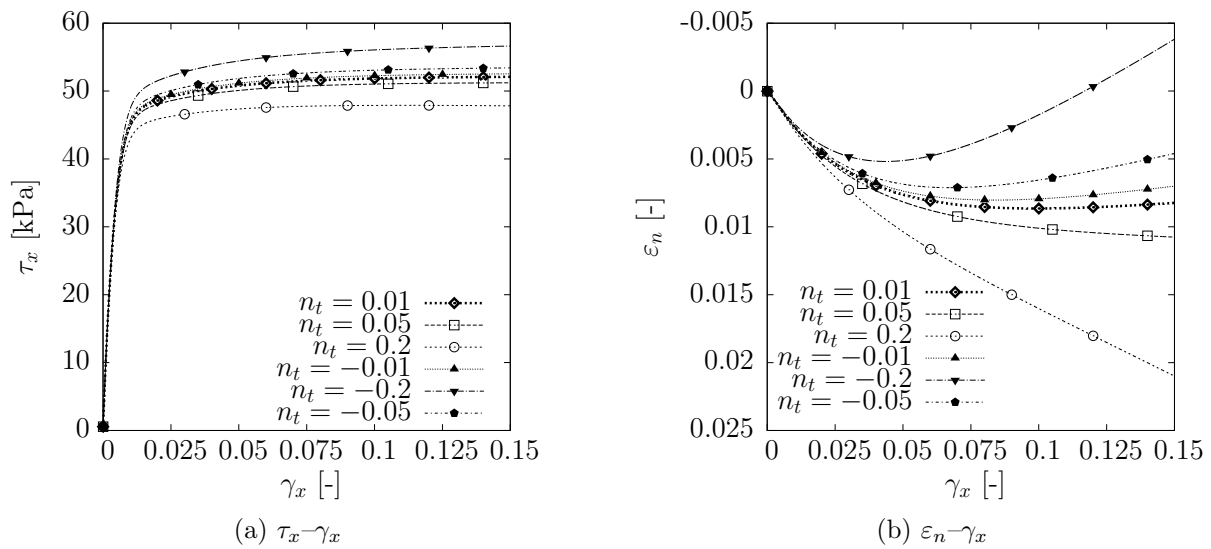 60
50
40
30
20
10
0
τx [kPa]
nt = 0.01
nt = 0.05
nt = 0.2
nt = −0.01
nt = −0.2
nt = −0.05
0 0.025 0.05 0.075 0.1 0.125 0.15
γx [-]
(a) τx–γx
-0.005
0
0.005
0.01
0.015
0.02
0.025
εn [-]
nt = 0.01
nt = 0.05
nt = 0.2
nt = −0.01
nt = −0.2
nt = −0.05
0 0.025 0.05 0.075 0.1 0.125 0.15
γx [-]
(b) εn–γx